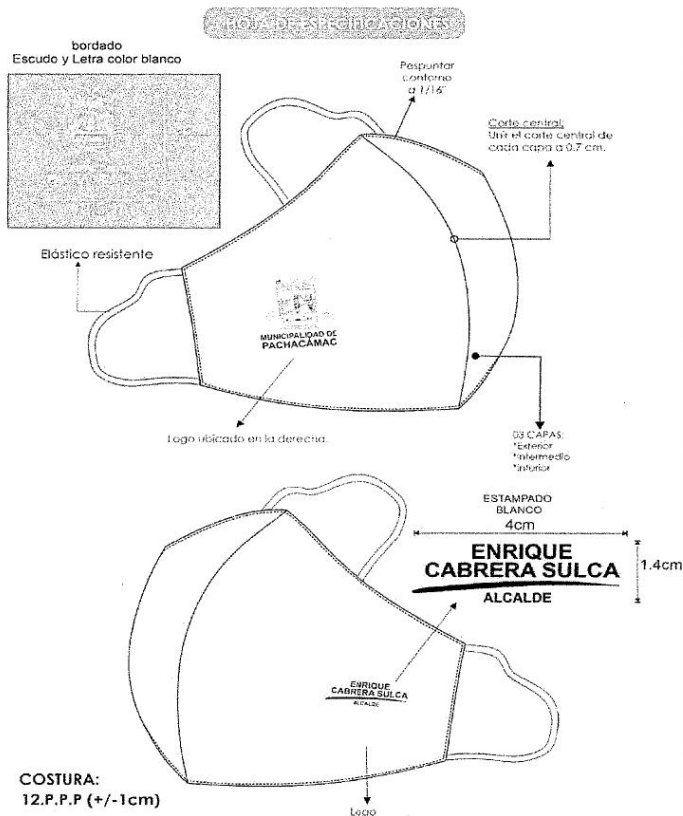 HOJA DE ESPECIFICACIONES
bordado
Escudo y Letra color blanco
Pespuntar
contorno
a 1/16"
Corte central:
Unir el corte central de
cada capa a 0.7 cm.
Elástico resistente
MUNICIPALIDAD DE
PACHACÁMAC
Logo ubicado en la derecha.
03 CAPAS:
*Exterior
*Intermedio
*Interior
ESTAMPADO
BLANCO
4cm
ENRIQUE
CABRERA SULCA
ALCALDE
1.4cm
ENRIQUE
CABRERA SULCA
ALCALDE
COSTURA:
12.P.P.P (+/-1cm)